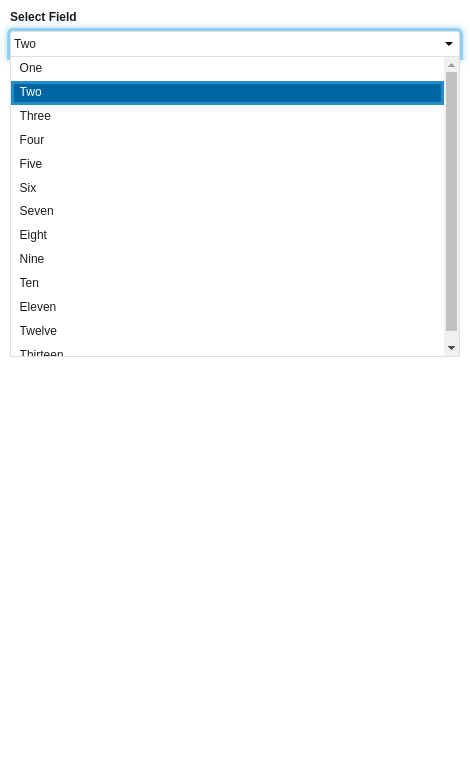 Select Field
Two
One
Two
Three
Four
Five
Six
Seven
Eight
Nine
Ten
Eleven
Twelve
Thirteen